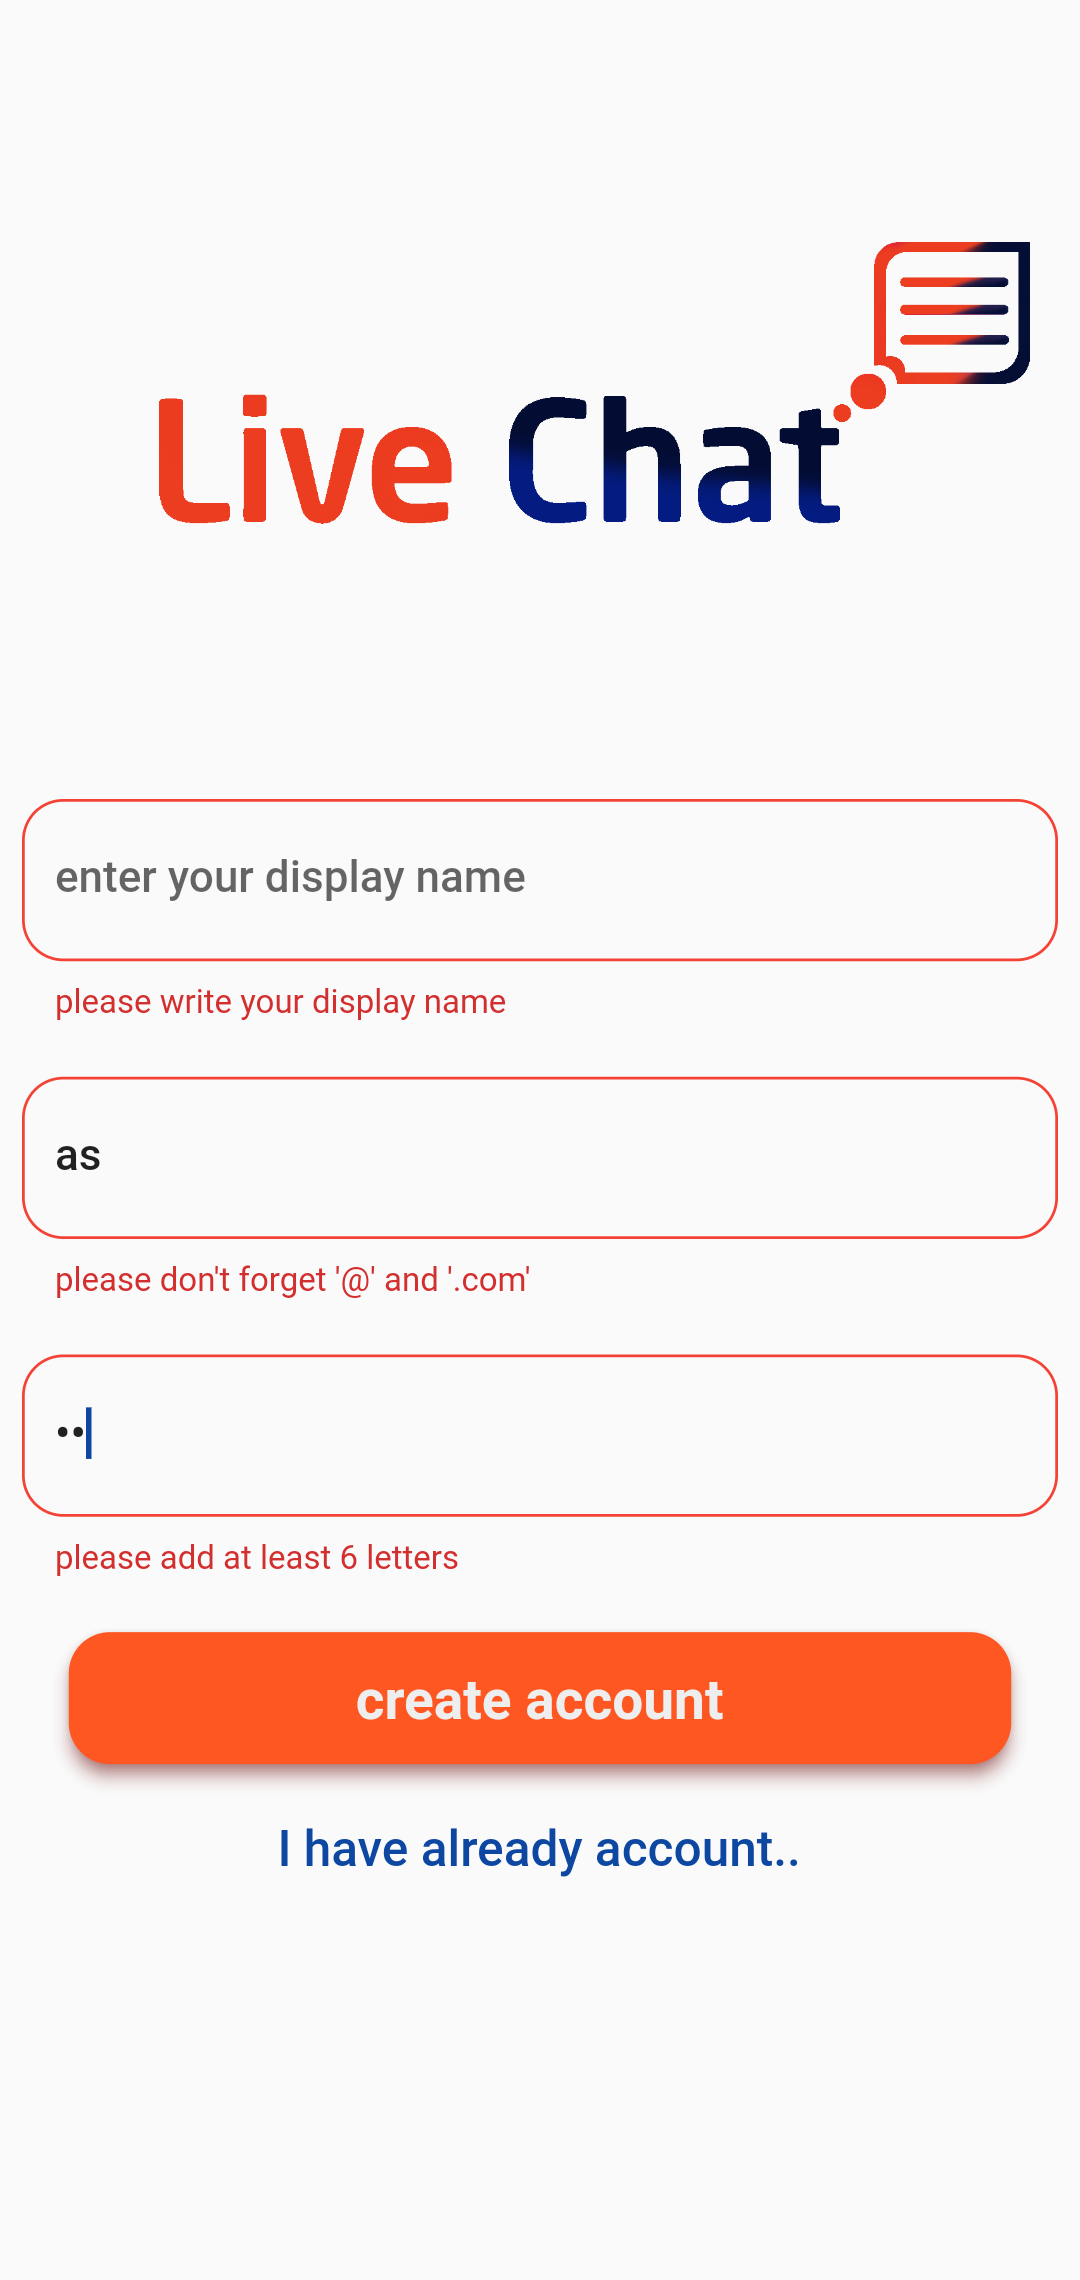 Live Chat
enter your display name
please write your display name
as
please don't forget '@' and '.com'
••
please add at least 6 letters
create account
I have already account..